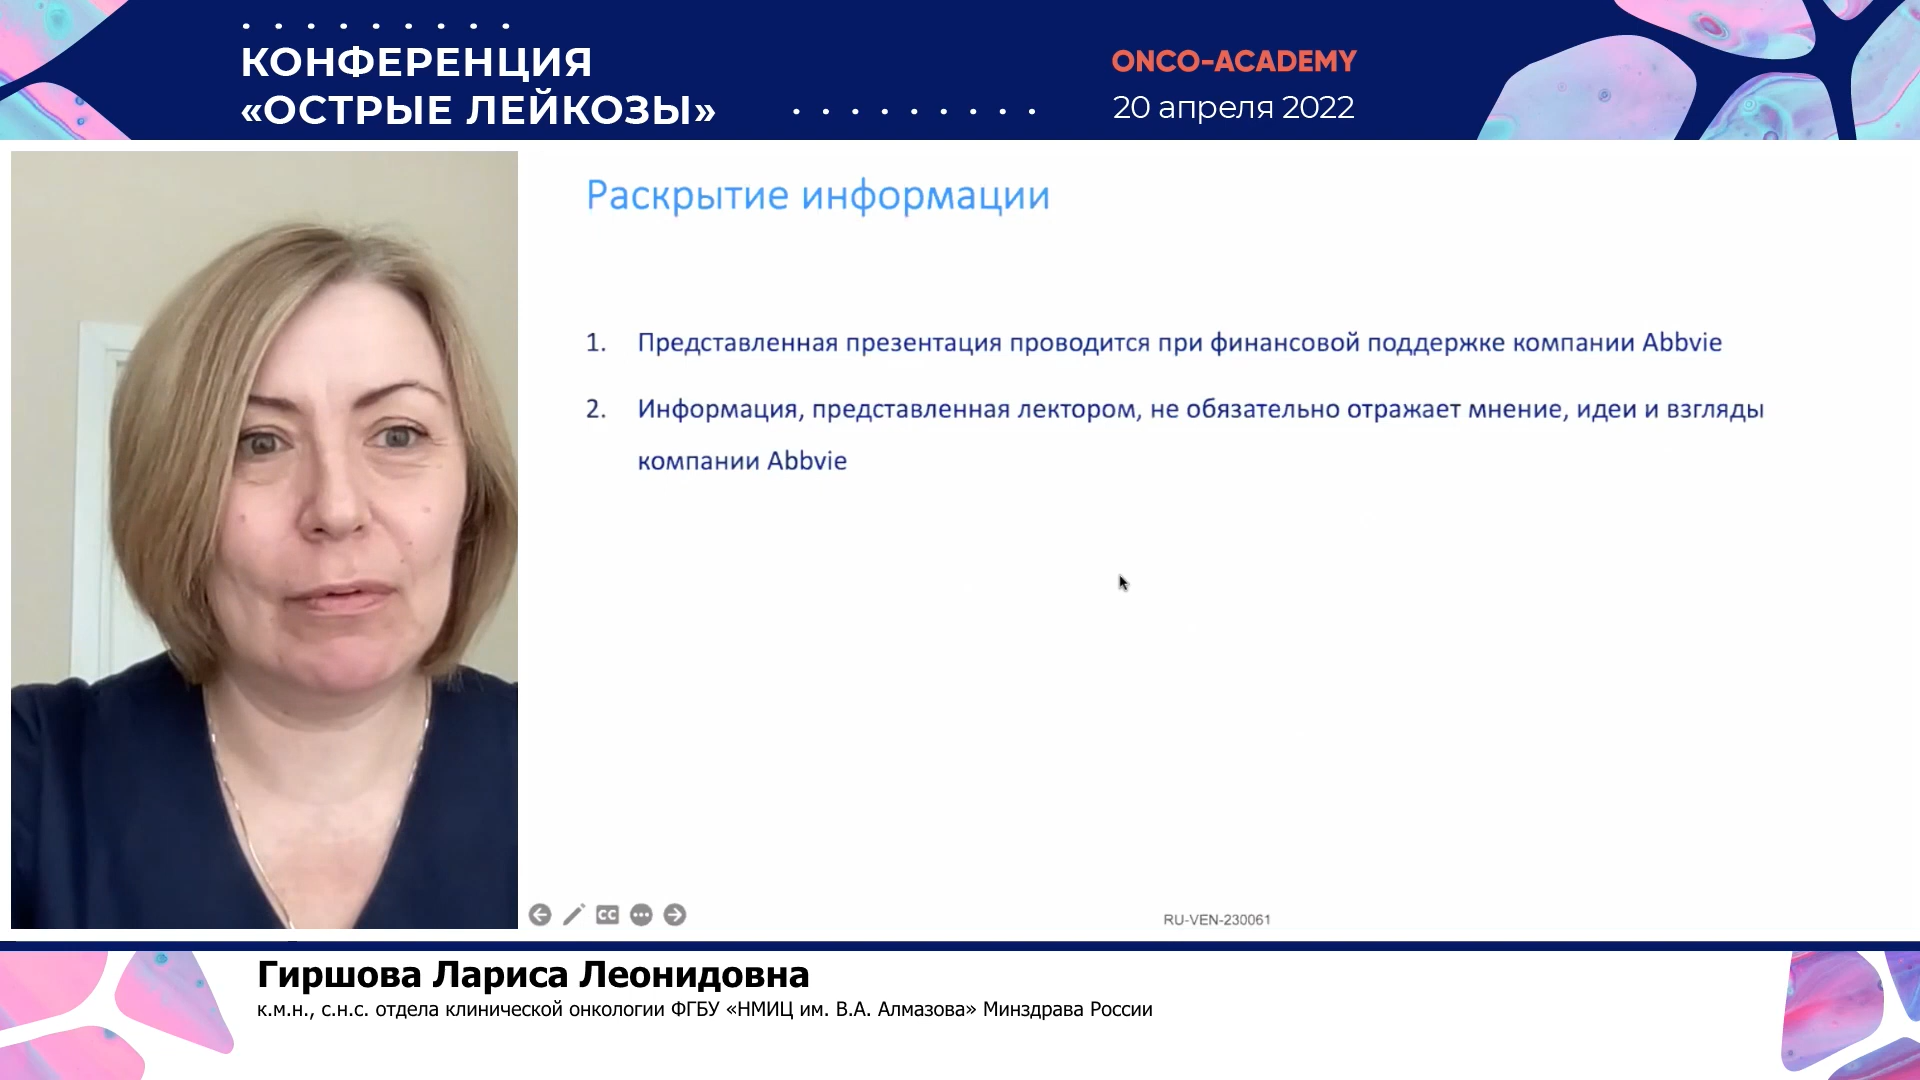 КОНФЕРЕНЦИЯ
«ОСТРЫЕ ЛЕЙКОЗЫ»
ONCO-ACADEMY
20 апреля 2022
Раскрытие информации
1. Представленная презентация проводится при финансовой поддержке компании Abbvie
2. Информация, представленная лектором, не обязательно отражает мнение, идеи и взгляды
компании Abbvie
CC
RU-VEN-230061
Гиршова Лариса Леонидовна
к.м.н., с.н.с. отдела клинической онкологии ФГБУ «НМИЦ им. В.А. Алмазова» Минздрава России